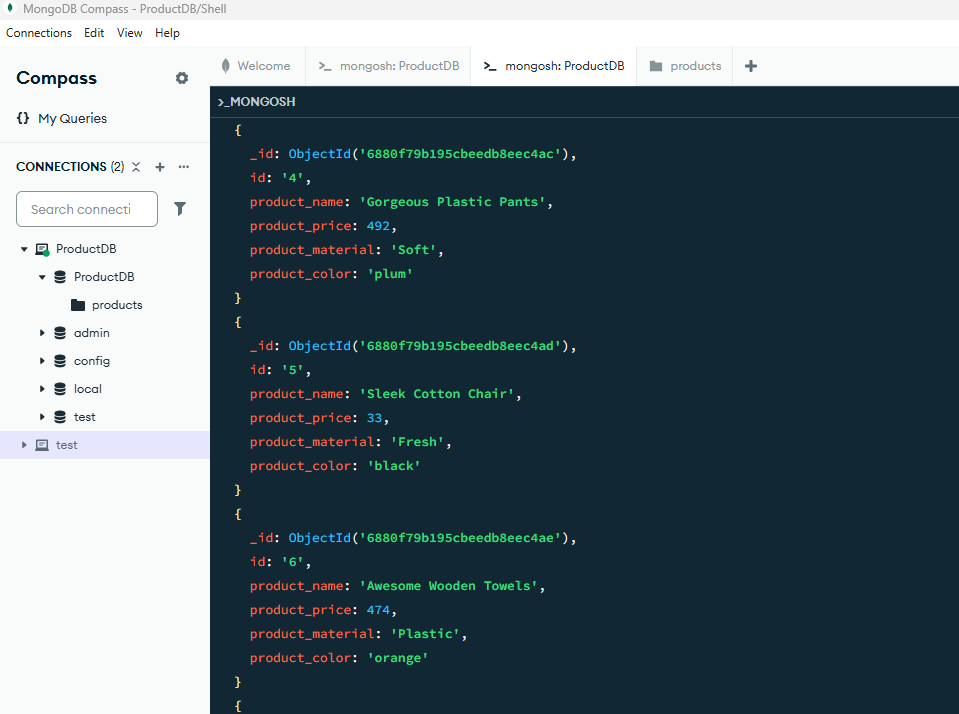 MongoDB Compass - ProductDB/Shell
Connections Edit View Help
Compass
{} My Queries
CONNECTIONS (2)
Search connecti
ProductDB
ProductDB
products
admin
config
local
test
test
Welcome >_ mongosh: ProductDB >_ mongosh: ProductDB products +
>_MONGOSH
{
_id: ObjectId('6880f79b195cbeedb8eec4ac'),
id: '4',
product_name: 'Gorgeous Plastic Pants',
product_price: 492,
product_material: 'Soft',
product_color: 'plum'
}
{
_id: ObjectId('6880f79b195cbeedb8eec4ad'),
id: '5',
product_name: 'Sleek Cotton Chair',
product_price: 33,
product_material: 'Fresh',
product_color: 'black'
}
{
_id: ObjectId('6880f79b195cbeedb8eec4ae'),
id: '6',
product_name: 'Awesome Wooden Towels',
product_price: 474,
product_material: 'Plastic',
product_color: 'orange'
}
{